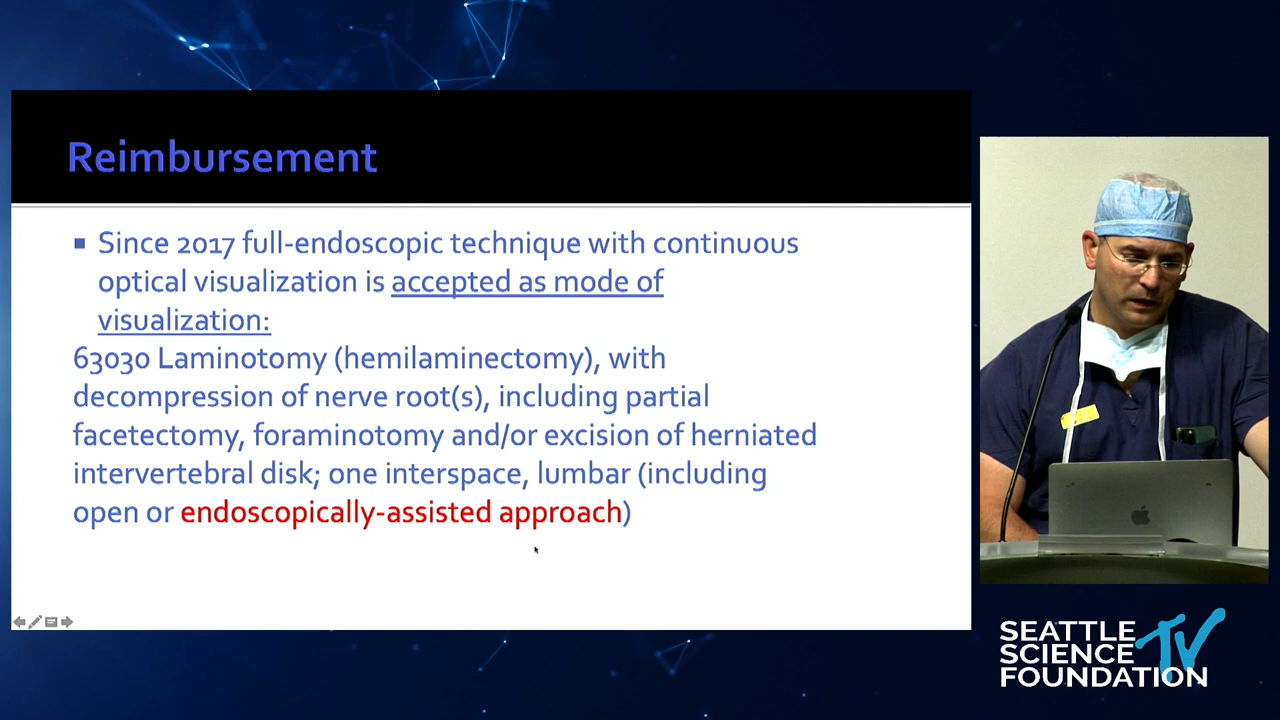 Reimbursement
Since 2017 full-endoscopic technique with continuous
optical visualization is accepted as mode of
visualization:
63030 Laminotomy (hemilaminectomy), with
decompression of nerve root(s), including partial
facetectomy, foraminotomy and/or excision of herniated
intervertebral disk; one interspace, lumbar (including
open or endoscopically-assisted approach)
SEATTLE
SCIENCE TV
FOUNDATION